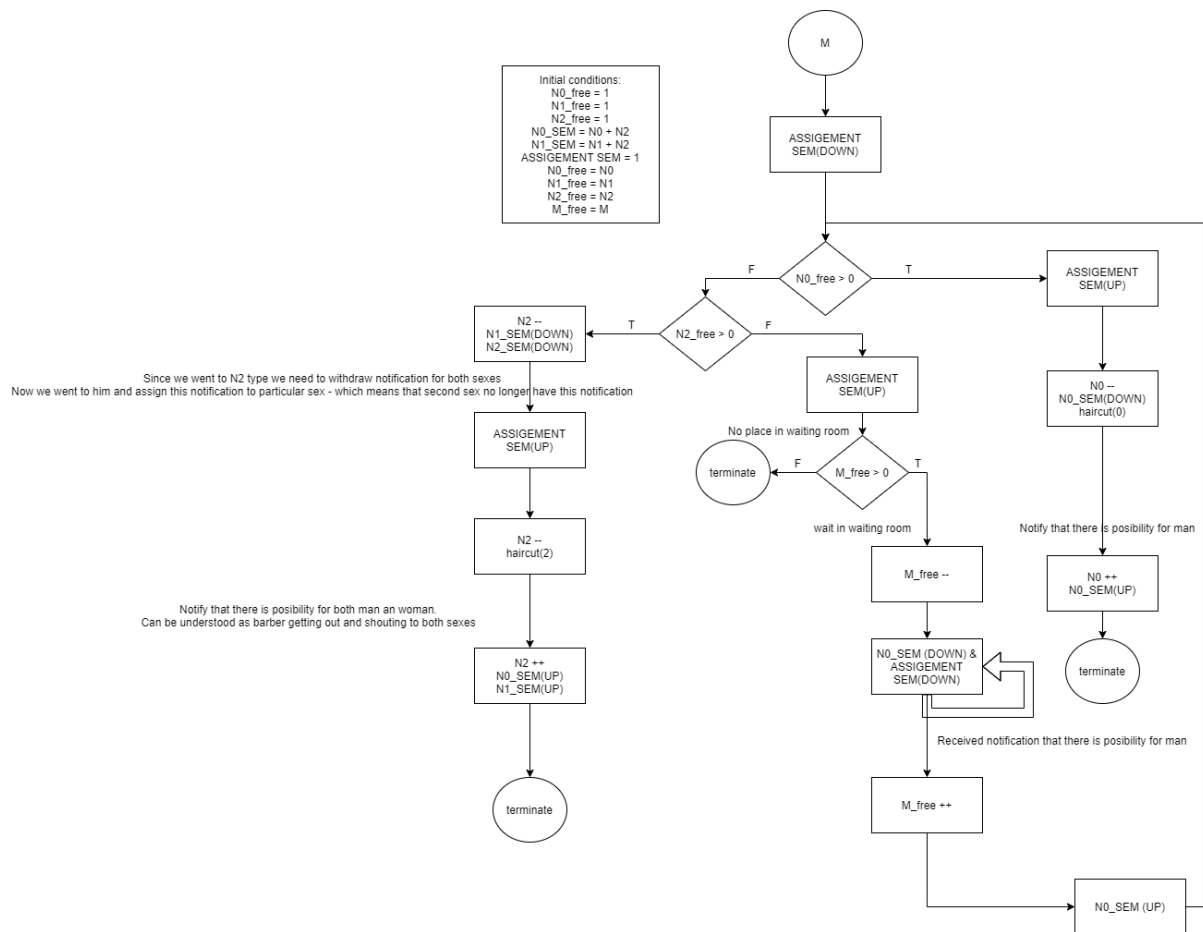 M
Initial conditions:
N0_free = 1
N1_free = 1
N2_free = 1
N0_SEM = N0 + N2
N1_SEM = N1 + N2
ASSIGEMENT SEM = 1
N0_free = N0
N1_free = N1
N2_free = N2
M_free = M
ASSIGEMENT
SEM(DOWN)
F
N0_free > 0
T
ASSIGEMENT
SEM(UP)
N2 --
N1_SEM(DOWN)
N2_SEM(DOWN)
T
N2_free > 0
F
ASSIGEMENT
SEM(UP)
Since we went to N2 type we need to withdraw notification for both sexes
Now we went to him and assign this notification to particular sex - which means that second sex no longer have this notification
N0 --
N0_SEM(DOWN)
haircut(0)
ASSIGEMENT
SEM(UP)
No place in waiting room
terminate
F
M_free > 0
T
N2 --
haircut(2)
wait in waiting room
Notify that there is posibility for man
M_free --
N0 ++
N0_SEM(UP)
Notify that there is posibility for both man an woman.
Can be understood as barber getting out and shouting to both sexes
N2 ++
N0_SEM(UP)
N1_SEM(UP)
N0_SEM (DOWN) &
ASSIGEMENT
SEM(DOWN)
terminate
Received notification that there is posibility for man
terminate
M_free ++
N0_SEM (UP)